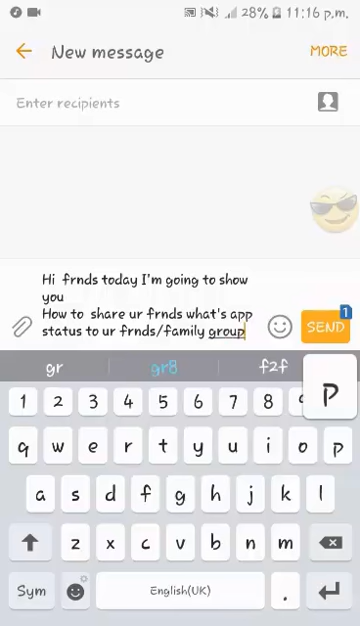 28% 11:16 p.m.
New message
MORE
Enter recipients
Hi frnds today I'm going to show
you
How to share ur frnds what's app
status to ur frnds/family group
1
SEND
gr gr8 f2f
p
1 2 3 4 5 6 7 8 9
q w e r t y u i o p
a s d f g h j k l
z x c v b n m
Sym English(UK) .